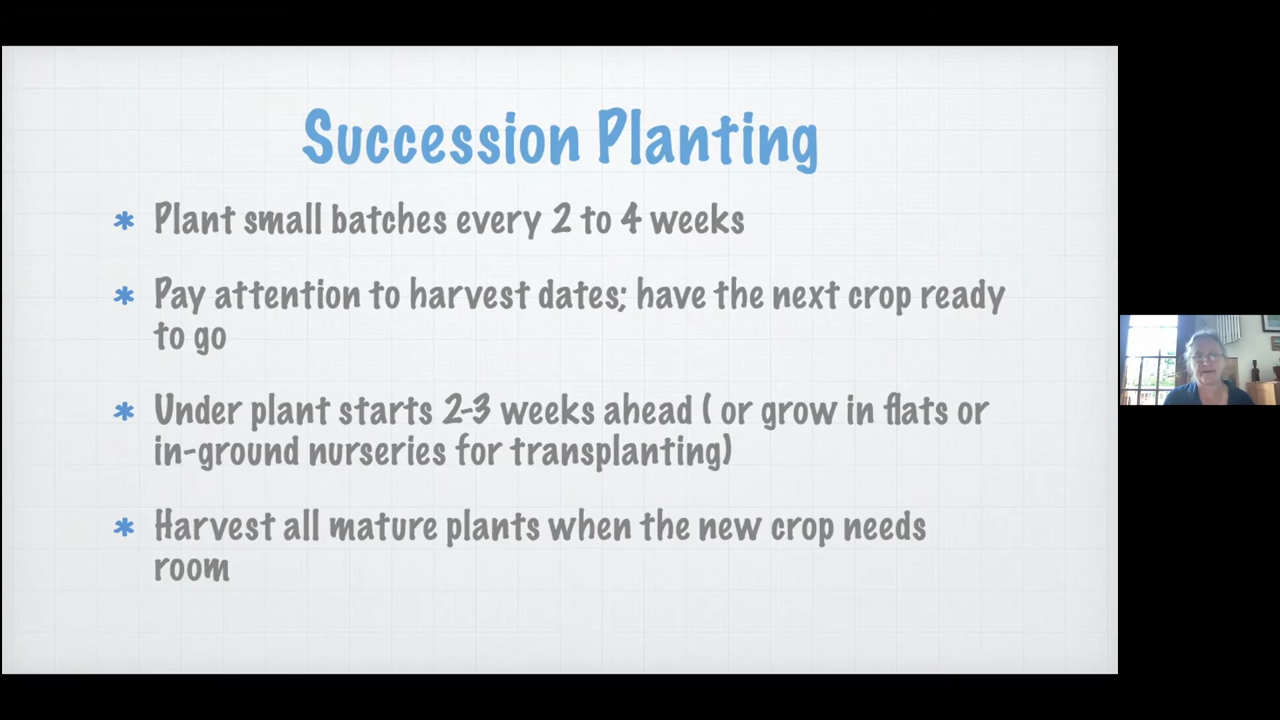 Succession Planting
* Plant small batches every 2 to 4 weeks
* Pay attention to harvest dates; have the next crop ready
to go
* Under plant starts 2-3 weeks ahead ( or grow in flats or
in-ground nurseries for transplanting)
* Harvest all mature plants when the new crop needs
room